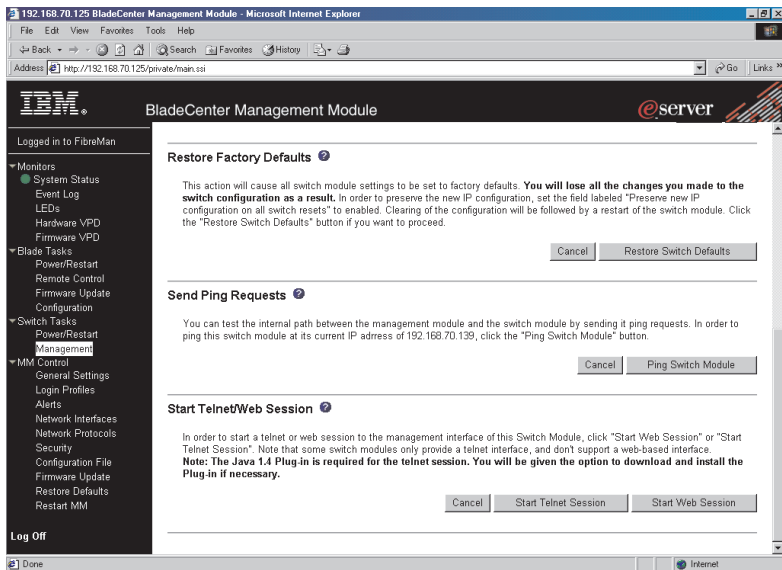 192.168.70.125 BladeCenter Management Module - Microsoft Internet Explorer
File Edit View Favorites Tools Help
Back Search Favorites History
Address http://192.168.70.125/private/main.ssi Go Links »
IBM® BladeCenter Management Module @server
Logged in to FibreMan
Monitors
System Status
Event Log
LEDs
Hardware VPD
Firmware VPD
Blade Tasks
Power/Restart
Remote Control
Firmware Update
Configuration
Switch Tasks
Power/Restart
Management
MM Control
General Settings
Login Profiles
Alerts
Network Interfaces
Network Protocols
Security
Configuration File
Firmware Update
Restore Defaults
Restart MM
Log Off
Restore Factory Defaults ?
This action will cause all switch module settings to be set to factory defaults. You will lose all the changes you made to the
switch configuration as a result. In order to preserve the new IP configuration, set the field labeled "Preserve new IP
configuration on all switch resets" to enabled. Clearing of the configuration will be followed by a restart of the switch module. Click
the "Restore Switch Defaults" button if you want to proceed.
Cancel Restore Switch Defaults
Send Ping Requests ?
You can test the internal path between the management module and the switch module by sending it ping requests. In order to
ping this switch module at its current IP adrress of 192.168.70.139, click the "Ping Switch Module" button.
Cancel Ping Switch Module
Start Telnet/Web Session ?
In order to start a telnet or web session to the management interface of this Switch Module, click "Start Web Session" or "Start
Telnet Session". Note that some switch modules only provide a telnet interface, and don't support a web-based interface.
Note: The Java 1.4 Plug-in is required for the telnet session. You will be given the option to download and install the
Plug-in if necessary.
Cancel Start Telnet Session Start Web Session
Done Internet